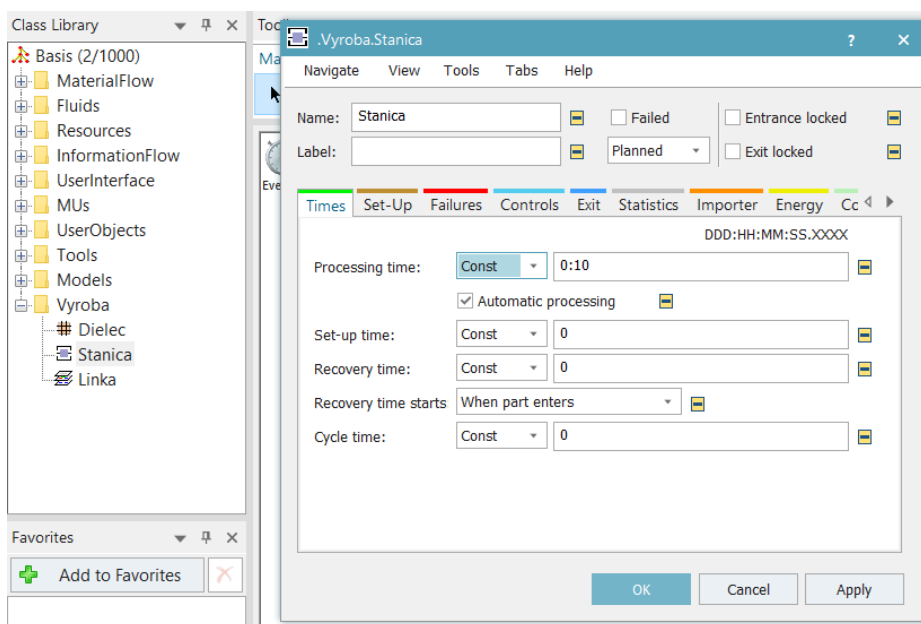 Class Library
Basis (2/1000)
MaterialFlow
Fluids
Resources
InformationFlow
UserInterface
MUs
UserObjects
Tools
Models
Vyroba
Dielec
Stanica
Linka
Favorites
Add to Favorites
Too
Ma
Eve
.Vyroba.Stanica ?
Navigate View Tools Tabs Help
Name: Stanica Failed Entrance locked
Label: Planned Exit locked
Times Set-Up Failures Controls Exit Statistics Importer Energy Cc
DDD:HH:MM:SS.XXXX
Processing time: Const 0:10
Automatic processing
Set-up time: Const 0
Recovery time: Const 0
Recovery time starts When part enters
Cycle time: Const 0
OK Cancel Apply